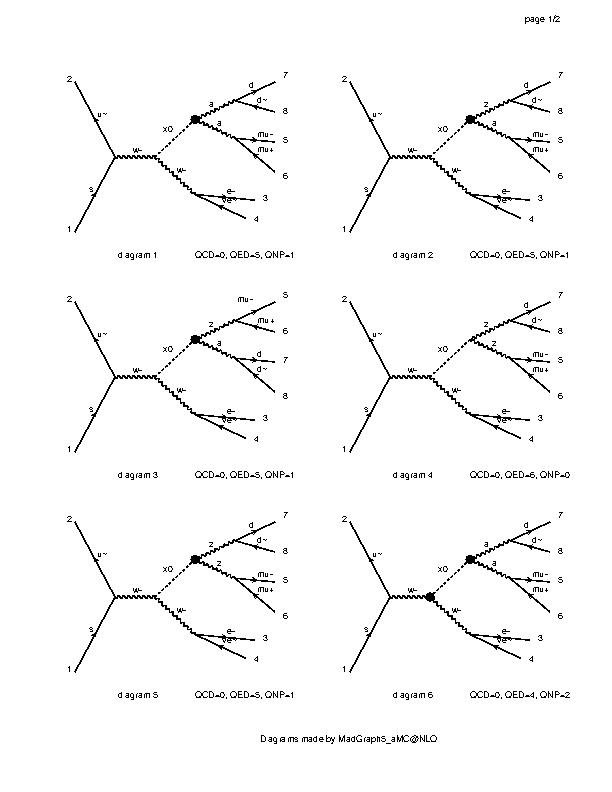 page 1/2
2 7
d
u~ a d~ 8
x0 a mu- 5
w- mu+ 6
s w- e- 3
ve~ 4
1
diagram 1 QCD=0, QED=5, QNP=1
2 7
d
u~ z d~ 8
x0 a mu- 5
w- mu+ 6
s w- e- 3
ve~ 4
1
diagram 2 QCD=0, QED=5, QNP=1
2 mu- 5
u~ z mu+ 6
x0 a d 7
w- d~ 8
s w- e- 3
ve~ 4
1
diagram 3 QCD=0, QED=5, QNP=1
2 7
d
u~ z d~ 8
x0 z mu- 5
w- mu+ 6
s w- e- 3
ve~ 4
1
diagram 4 QCD=0, QED=6, QNP=0
2 7
d
u~ z d~ 8
x0 z mu- 5
w- mu+ 6
s w- e- 3
ve~ 4
1
diagram 5 QCD=0, QED=5, QNP=1
2 7
d
u~ a d~ 8
x0 a mu- 5
w- mu+ 6
s w- e- 3
ve~ 4
1
diagram 6 QCD=0, QED=4, QNP=2
Diagrams made by MadGraph5_aMC@NLO